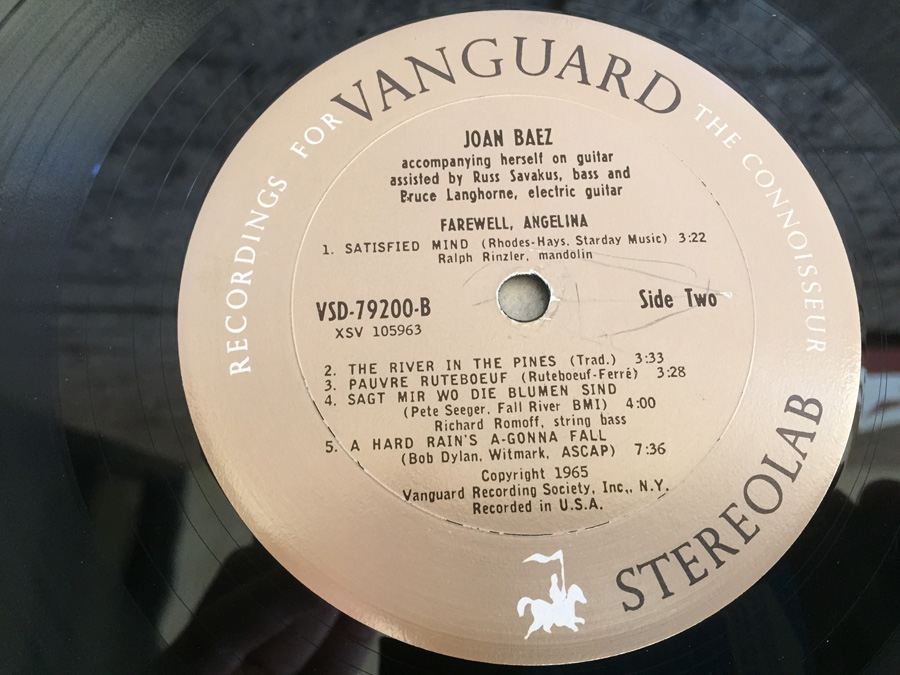 RECORDINGS FOR VANGUARD THE CONNOISSEUR
JOAN BAEZ
accompanying herself on guitar
assisted by Russ Savakus, bass and
Bruce Langhorne, electric guitar
FAREWELL, ANGELINA
1. SATISFIED MIND (Rhodes-Hays, Starday Music) 3:22
Ralph Rinzler, mandolin
VSD-79200-B
XSV 105963
Side Two
2. THE RIVER IN THE PINES (Trad.) 3:33
3. PAUVRE RUTEBOEUF (Ruteboeuf-Ferré) 3:28
4. SAGT MIR WO DIE BLUMEN SIND
(Pete Seeger, Fall River BMI) 4:00
Richard Romoff, string bass
5. A HARD RAIN'S A-GONNA FALL
(Bob Dylan, Witmark, ASCAP) 7:36
Copyright 1965
Vanguard Recording Society, Inc., N.Y.
Recorded in U.S.A.
STEREOLAB